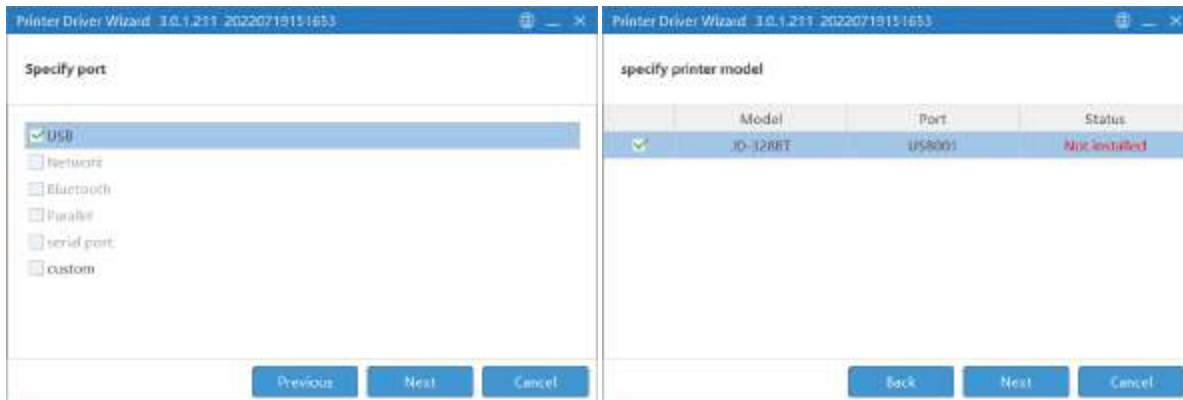 Printer Driver Wizard 3.0.1.211 20220719151653
Specify port
USB
Network
Bluetooth
Parallel
serial port
custom
Previous Next Cancel
Printer Driver Wizard 3.0.1.211 20220719151653
specify printer model
Model Port Status
JD-3288T USB001 Not installed
Back Next Cancel